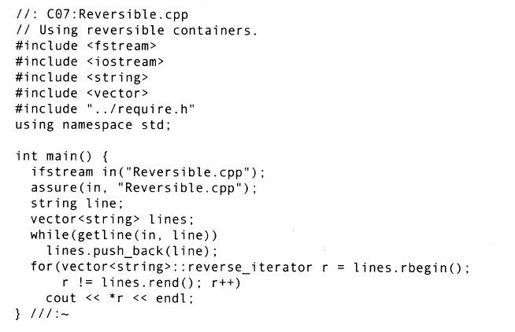 //: C07:Reversible.cpp
// Using reversible containers.
#include <fstream>
#include <iostream>
#include <string>
#include <vector>
#include "../require.h"
using namespace std;

int main() {
  ifstream in("Reversible.cpp");
  assure(in, "Reversible.cpp");
  string line;
  vector<string> lines;
  while(getline(in, line))
    lines.push_back(line);
  for(vector<string>::reverse_iterator r = lines.rbegin();
      r != lines.rend(); r++)
    cout << *r << endl;
} ///:~